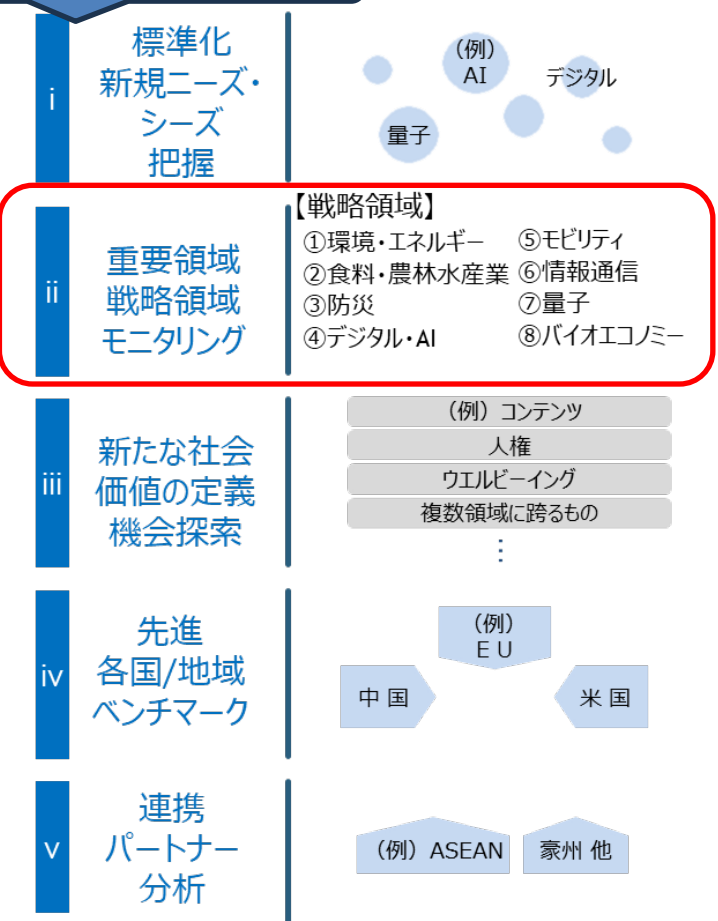 i
標準化
新規ニーズ・
シーズ
把握
(例)
AI
デジタル
量子
ii
重要領域
戦略領域
モニタリング
【戦略領域】
①環境・エネルギー
②食料・農林水産業
③防災
④デジタル・AI
⑤モビリティ
⑥情報通信
⑦量子
⑧バイオエコノミー
iii
新たな社会
価値の定義
機会探索
(例)コンテンツ
人権
ウエルビーイング
複数領域に跨るもの
⋮
iv
先進
各国/地域
ベンチマーク
(例)
EU
中国
米国
v
連携
パートナー
分析
(例)ASEAN
豪州 他